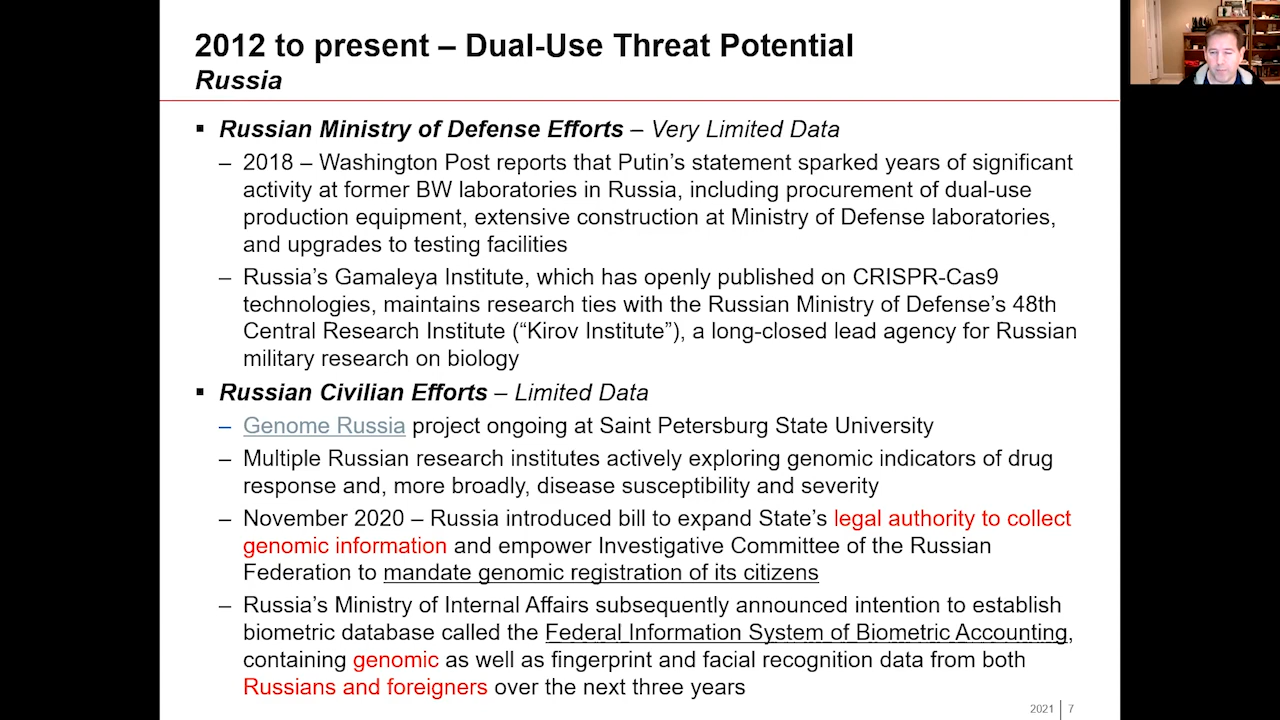 2012 to present – Dual-Use Threat Potential
Russia
▪ Russian Ministry of Defense Efforts – Very Limited Data
– 2018 – Washington Post reports that Putin's statement sparked years of significant
activity at former BW laboratories in Russia, including procurement of dual-use
production equipment, extensive construction at Ministry of Defense laboratories,
and upgrades to testing facilities
– Russia's Gamaleya Institute, which has openly published on CRISPR-Cas9
technologies, maintains research ties with the Russian Ministry of Defense's 48th
Central Research Institute ("Kirov Institute"), a long-closed lead agency for Russian
military research on biology
▪ Russian Civilian Efforts – Limited Data
– Genome Russia project ongoing at Saint Petersburg State University
– Multiple Russian research institutes actively exploring genomic indicators of drug
response and, more broadly, disease susceptibility and severity
– November 2020 – Russia introduced bill to expand State's legal authority to collect
genomic information and empower Investigative Committee of the Russian
Federation to mandate genomic registration of its citizens
– Russia's Ministry of Internal Affairs subsequently announced intention to establish
biometric database called the Federal Information System of Biometric Accounting,
containing genomic as well as fingerprint and facial recognition data from both
Russians and foreigners over the next three years
2021 | 7